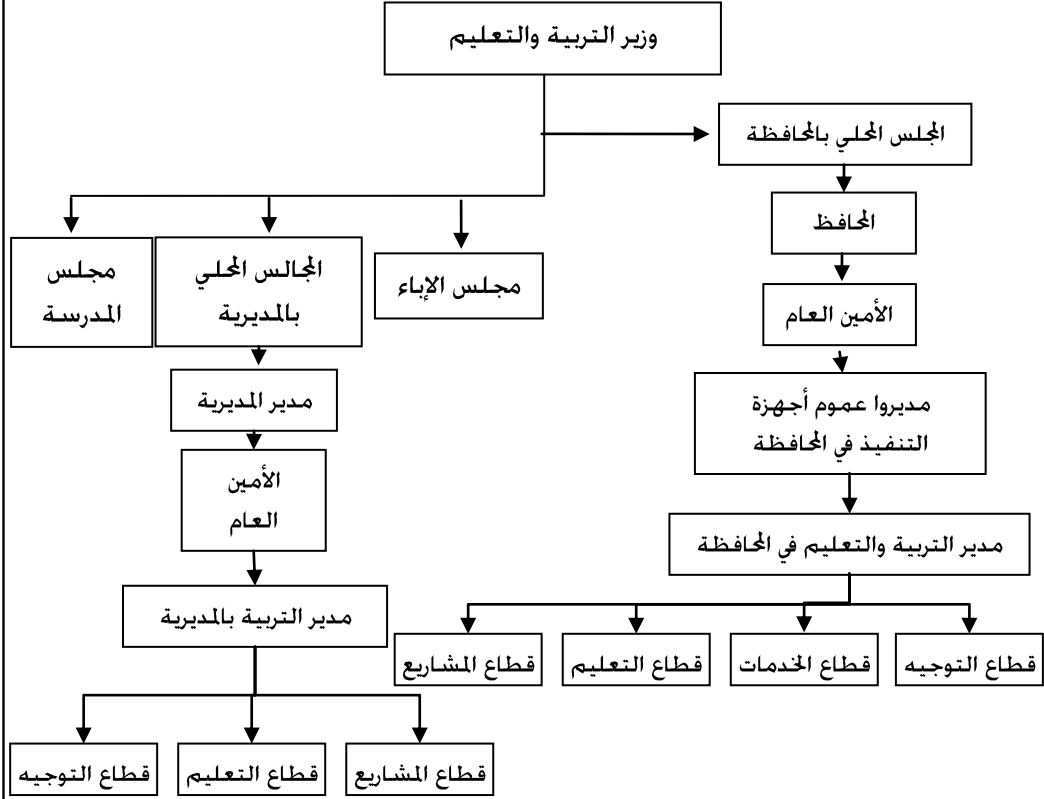 وزير التربية والتعليم
المجلس المحلي بالمحافظة
المحافظ
الأمين العام
مديروا عموم أجهزة
التنفيذ في المحافظة
مدير التربية والتعليم في المحافظة
قطاع التوجيه
قطاع الخدمات
قطاع التعليم
قطاع المشاريع
مجلس الإباء
المجالس المحلي
بالمديرية
مجلس
المدرسة
مدير المديرية
الأمين
العام
مدير التربية بالمديرية
قطاع المشاريع
قطاع التعليم
قطاع التوجيه